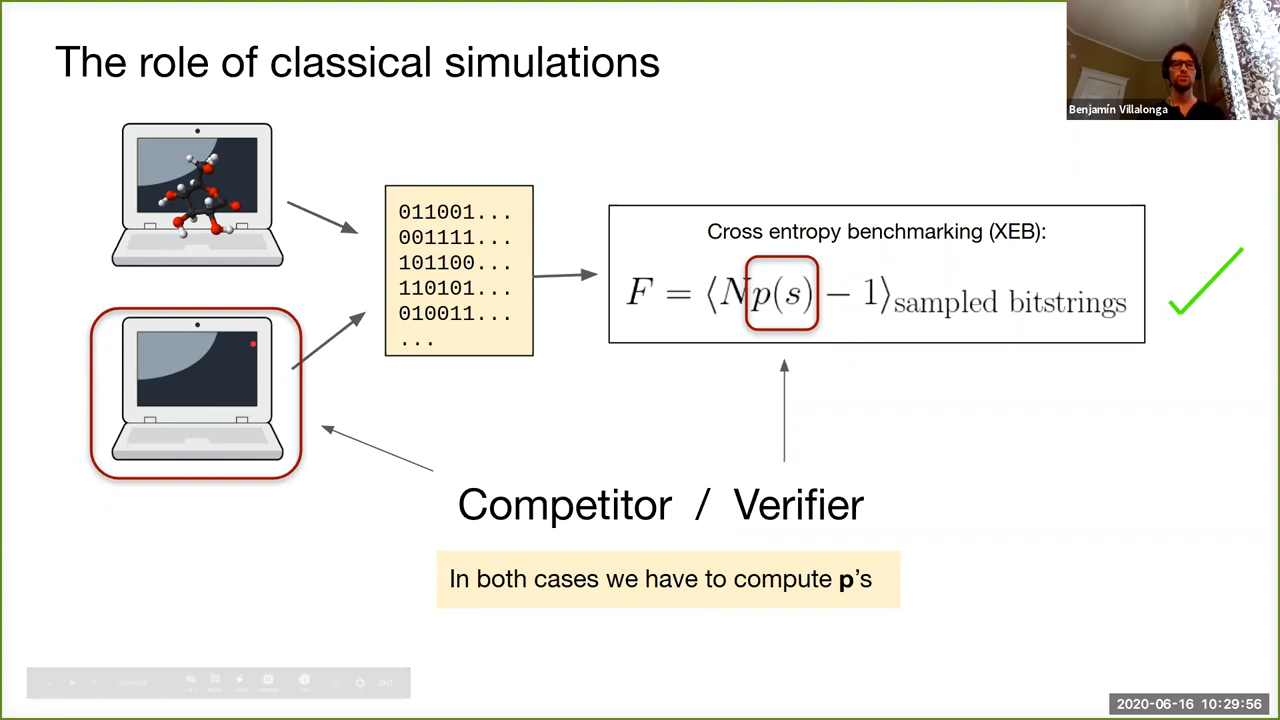 The role of classical simulations
Benjamín Villalonga
011001...
001111...
101100...
110101...
010011...
...
Cross entropy benchmarking (XEB):
F = ⟨Np(s) − 1⟩sampled bitstrings
Competitor / Verifier
In both cases we have to compute p's
2020-06-16 10:29:56